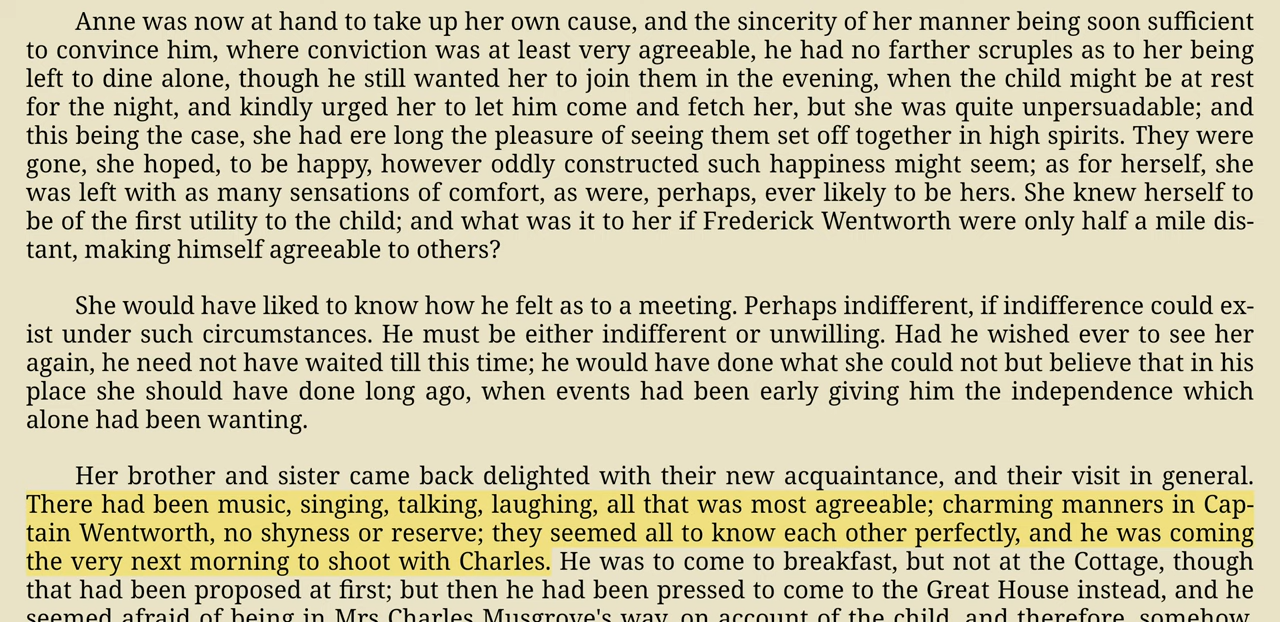 Anne was now at hand to take up her own cause, and the sincerity of her manner being soon sufficient
to convince him, where conviction was at least very agreeable, he had no farther scruples as to her being
left to dine alone, though he still wanted her to join them in the evening, when the child might be at rest
for the night, and kindly urged her to let him come and fetch her, but she was quite unpersuadable; and
this being the case, she had ere long the pleasure of seeing them set off together in high spirits. They were
gone, she hoped, to be happy, however oddly constructed such happiness might seem; as for herself, she
was left with as many sensations of comfort, as were, perhaps, ever likely to be hers. She knew herself to
be of the first utility to the child; and what was it to her if Frederick Wentworth were only half a mile dis-
tant, making himself agreeable to others?
She would have liked to know how he felt as to a meeting. Perhaps indifferent, if indifference could ex-
ist under such circumstances. He must be either indifferent or unwilling. Had he wished ever to see her
again, he need not have waited till this time; he would have done what she could not but believe that in his
place she should have done long ago, when events had been early giving him the independence which
alone had been wanting.
Her brother and sister came back delighted with their new acquaintance, and their visit in general.
There had been music, singing, talking, laughing, all that was most agreeable; charming manners in Cap-
tain Wentworth, no shyness or reserve; they seemed all to know each other perfectly, and he was coming
the very next morning to shoot with Charles. He was to come to breakfast, but not at the Cottage, though
that had been proposed at first; but then he had been pressed to come to the Great House instead, and he
seemed afraid of being in Mrs Charles Musgrove's way, on account of the child, and therefore, somehow,